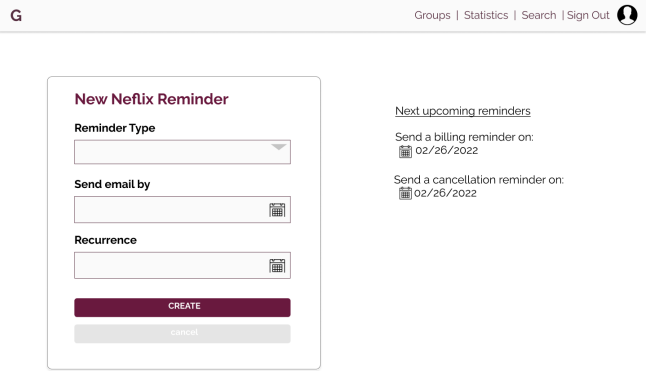 G
Groups | Statistics | Search | Sign Out
New Neflix Reminder
Reminder Type
Send email by
Recurrence
CREATE
cancel
Next upcoming reminders
Send a billing reminder on:
02/26/2022
Send a cancellation reminder on:
02/26/2022